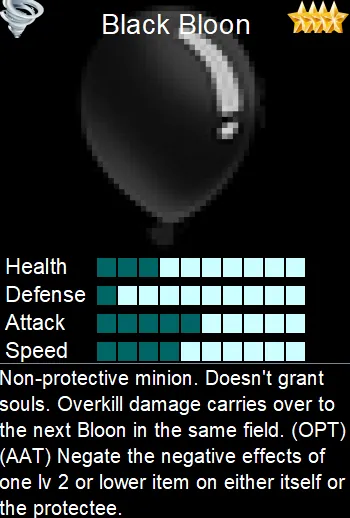 Black Bloon
Health
Defense
Attack
Speed
Non-protective minion. Doesn't grant
souls. Overkill damage carries over to
the next Bloon in the same field. (OPT)
(AAT) Negate the negative effects of
one lv 2 or lower item on either itself or
the protectee.